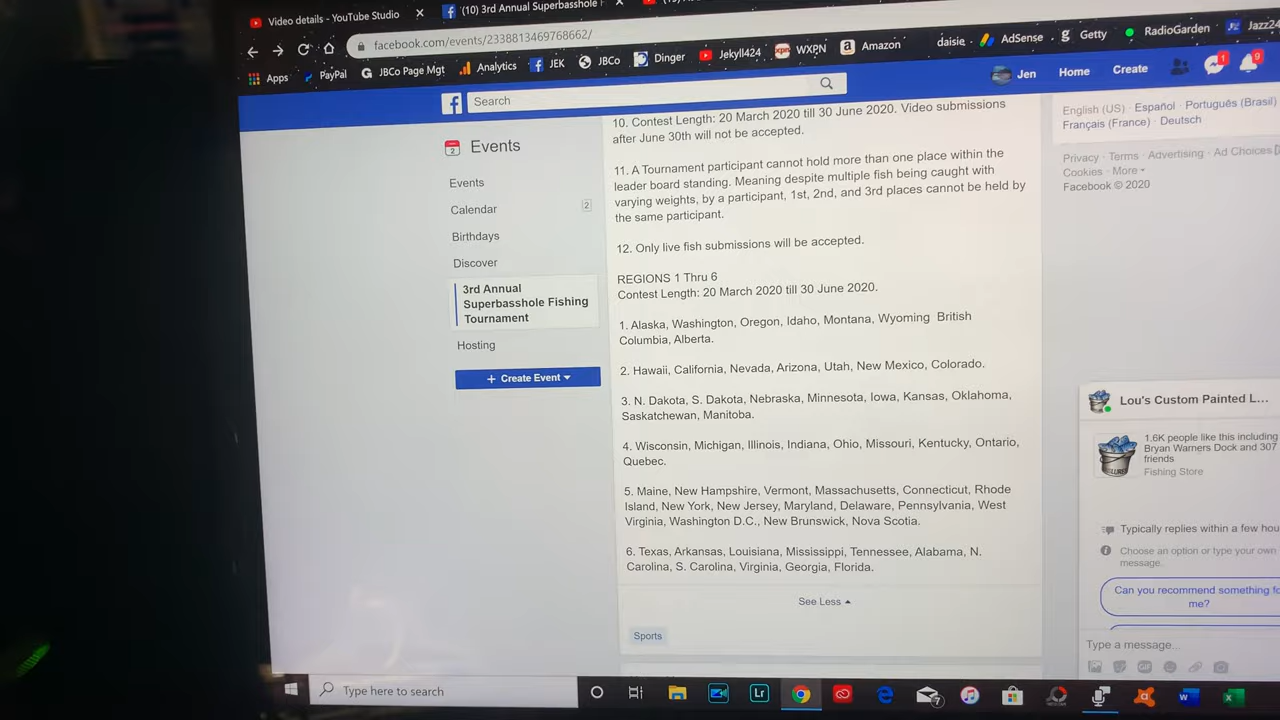 Video details - YouTube Studio
(10) 3rd Annual Superbasshole
facebook.com/events/2338813469768662/
Apps PayPal JBCo Page Mgt Analytics JEK JBCo Dinger Jekyll424 WXPN Amazon daisie AdSense Getty RadioGarden Jazz24
Search
Jen Home Create 1 9
Events
Events
Calendar 2
Birthdays
Discover
3rd Annual
Superbasshole Fishing
Tournament
Hosting
+ Create Event
10. Contest Length: 20 March 2020 till 30 June 2020. Video submissions
after June 30th will not be accepted.
11. A Tournament participant cannot hold more than one place within the
leader board standing. Meaning despite multiple fish being caught with
varying weights, by a participant, 1st, 2nd, and 3rd places cannot be held by
the same participant.
12. Only live fish submissions will be accepted.
REGIONS 1 Thru 6
Contest Length: 20 March 2020 till 30 June 2020.
1. Alaska, Washington, Oregon, Idaho, Montana, Wyoming British
Columbia, Alberta.
2. Hawaii, California, Nevada, Arizona, Utah, New Mexico, Colorado.
3. N. Dakota, S. Dakota, Nebraska, Minnesota, Iowa, Kansas, Oklahoma,
Saskatchewan, Manitoba.
4. Wisconsin, Michigan, Illinois, Indiana, Ohio, Missouri, Kentucky, Ontario,
Quebec.
5. Maine, New Hampshire, Vermont, Massachusetts, Connecticut, Rhode
Island, New York, New Jersey, Maryland, Delaware, Pennsylvania, West
Virginia, Washington D.C., New Brunswick, Nova Scotia.
6. Texas, Arkansas, Louisiana, Mississippi, Tennessee, Alabama, N.
Carolina, S. Carolina, Virginia, Georgia, Florida.
See Less
Sports
English (US) · Español · Português (Brasil) ·
Français (France) · Deutsch
Privacy · Terms · Advertising · Ad Choices
Cookies · More
Facebook © 2020
Lou's Custom Painted L...
1.6K people like this including
Bryan Warners Dock and 307
friends
Fishing Store
Typically replies within a few hou
Choose an option or type your own
message.
Can you recommend something fo
me?
Type a message...
GIF
Type here to search
Lr
7